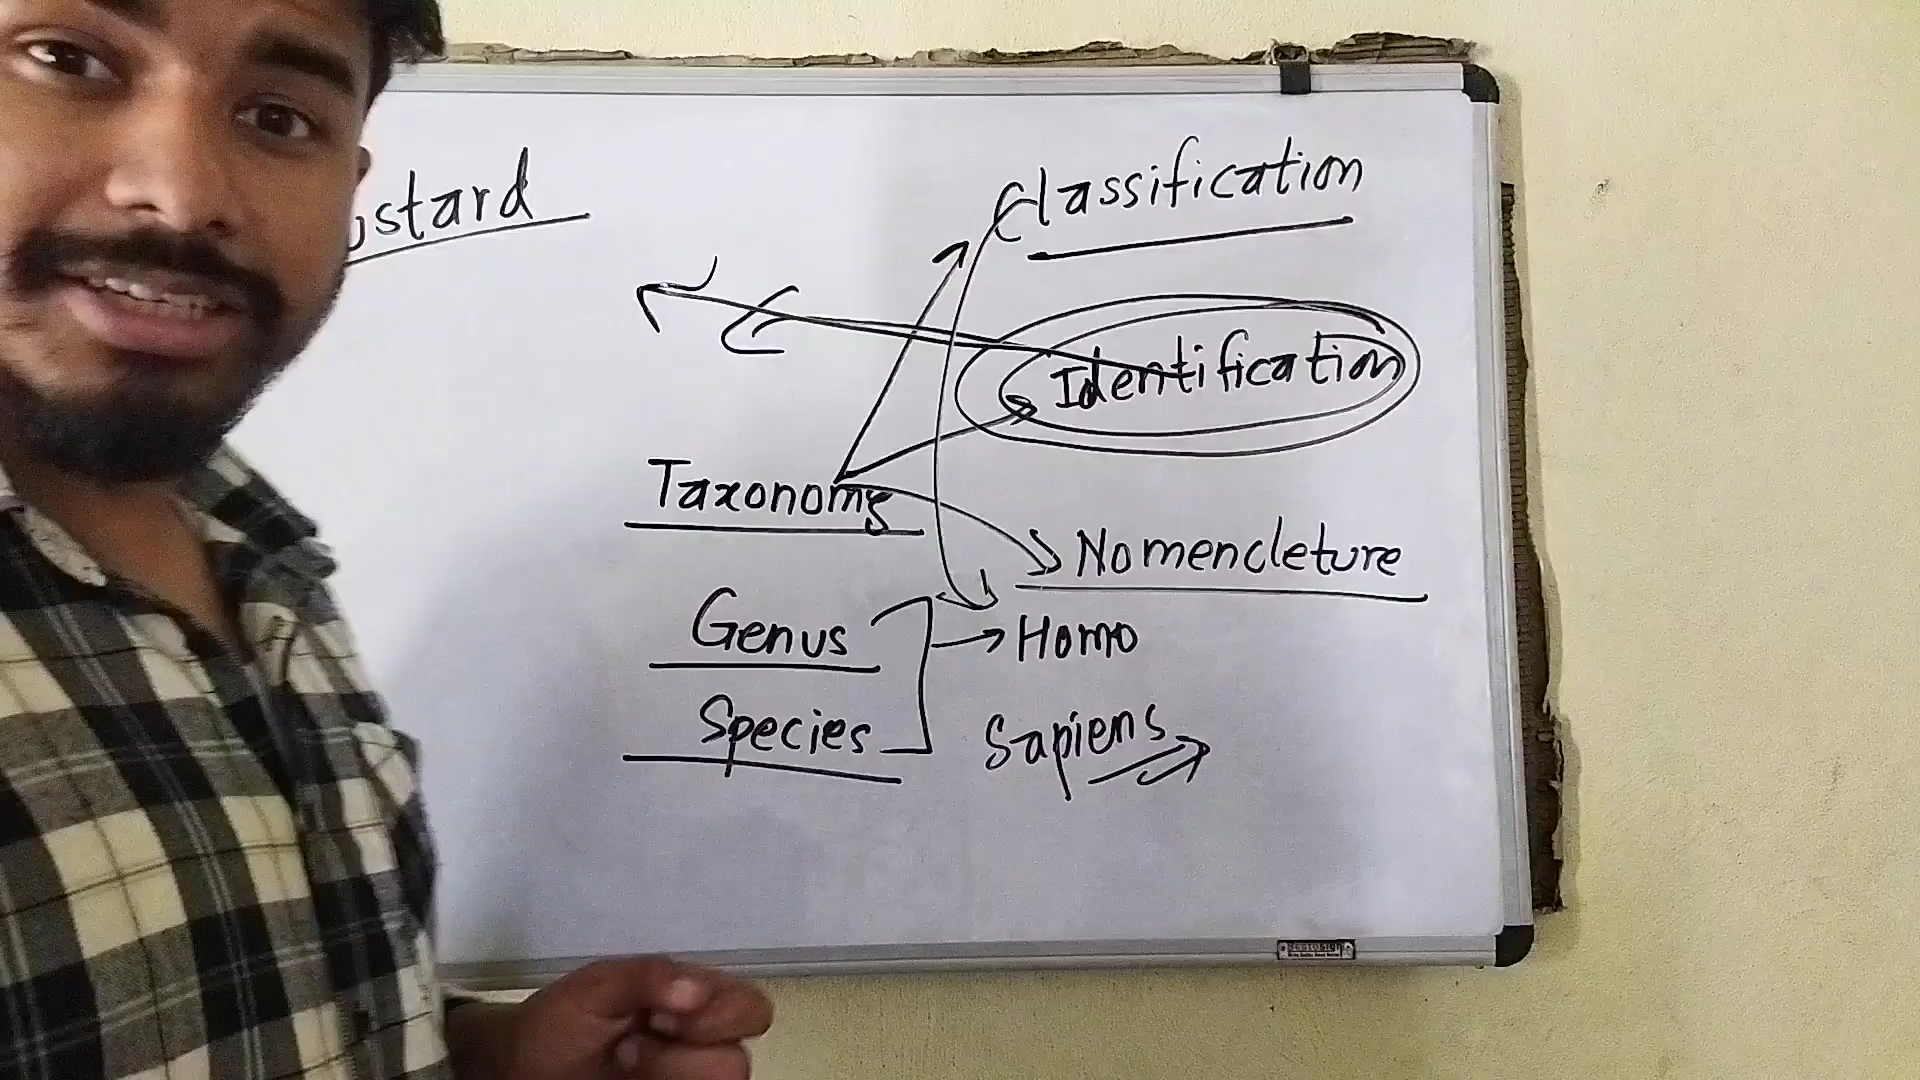 ustard
Classification
Identification
Taxonomy
Nomencleture
Genus
Homo
Species
Sapiens